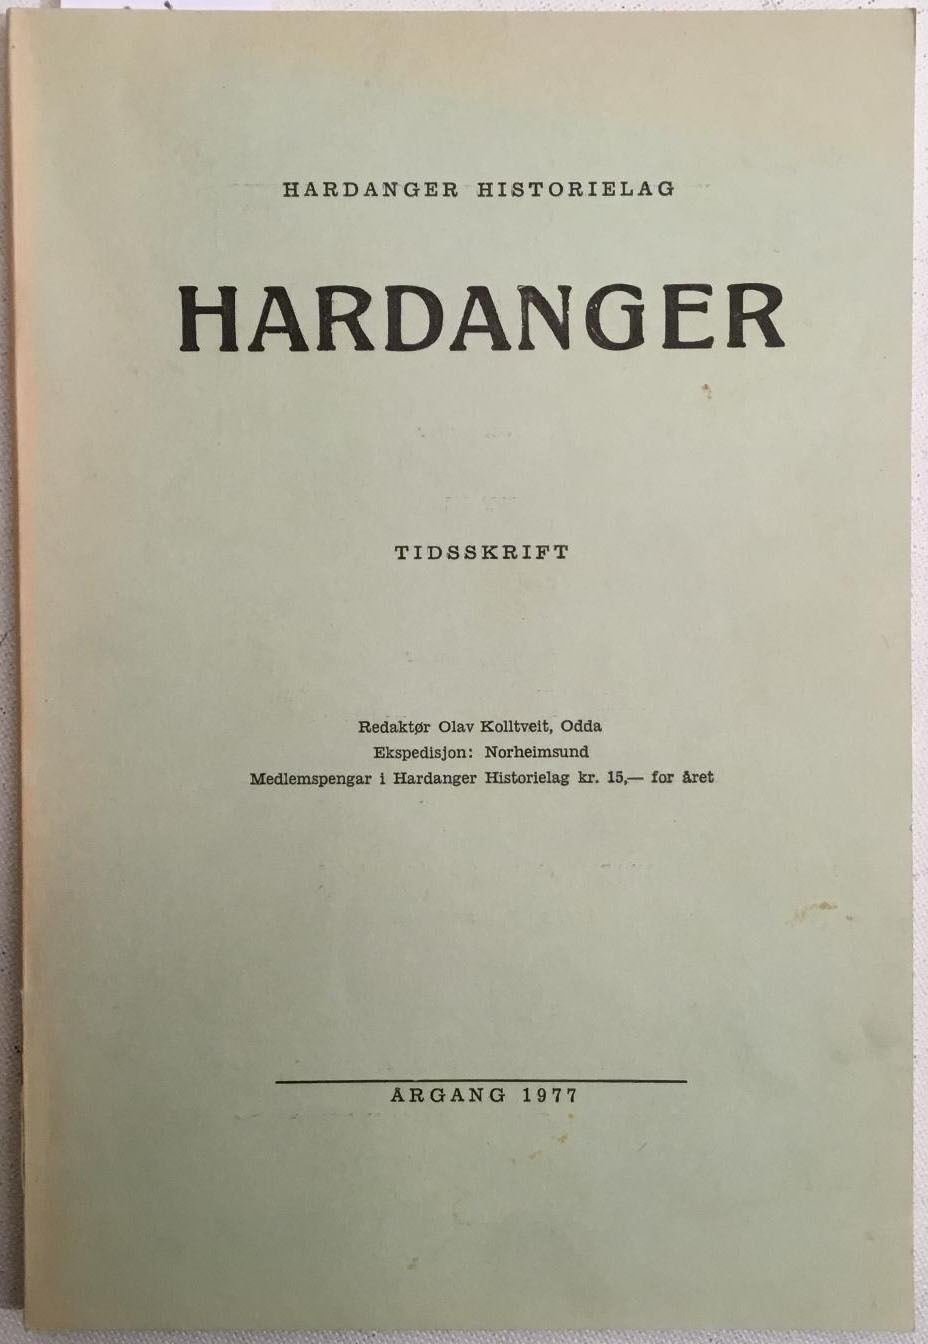 HARDANGER HISTORIELAG
HARDANGER
TIDSSKRIFT
Redaktør Olav Kolltveit, Odda
Ekspedisjon: Norheimsund
Medlemspengar i Hardanger Historielag kr. 15,— for året
ÅRGANG 1977